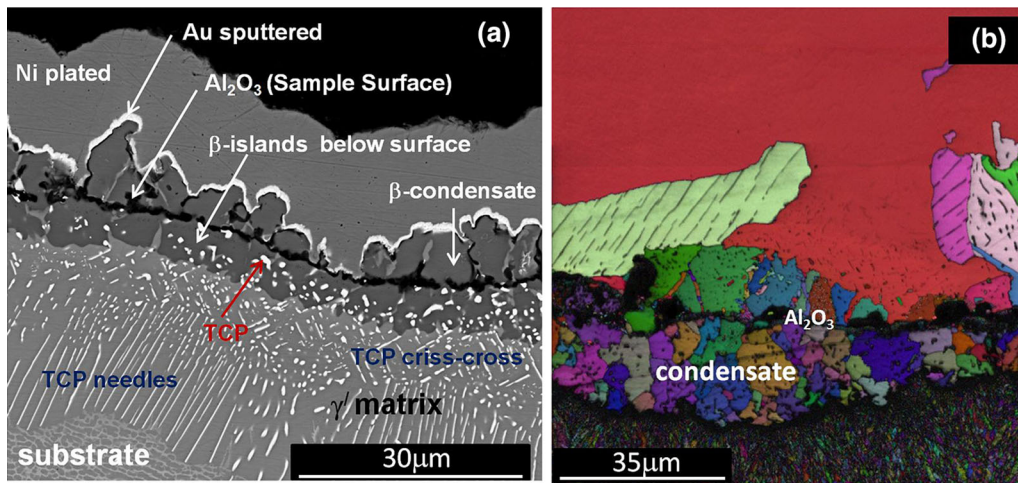 (a)
Au sputtered
Ni plated
Al₂O₃ (Sample Surface)
β-islands below surface
β-condensate
TCP
TCP needles
TCP criss-cross
γ′ matrix
substrate
30μm
(b)
Al₂O₃
condensate
35μm